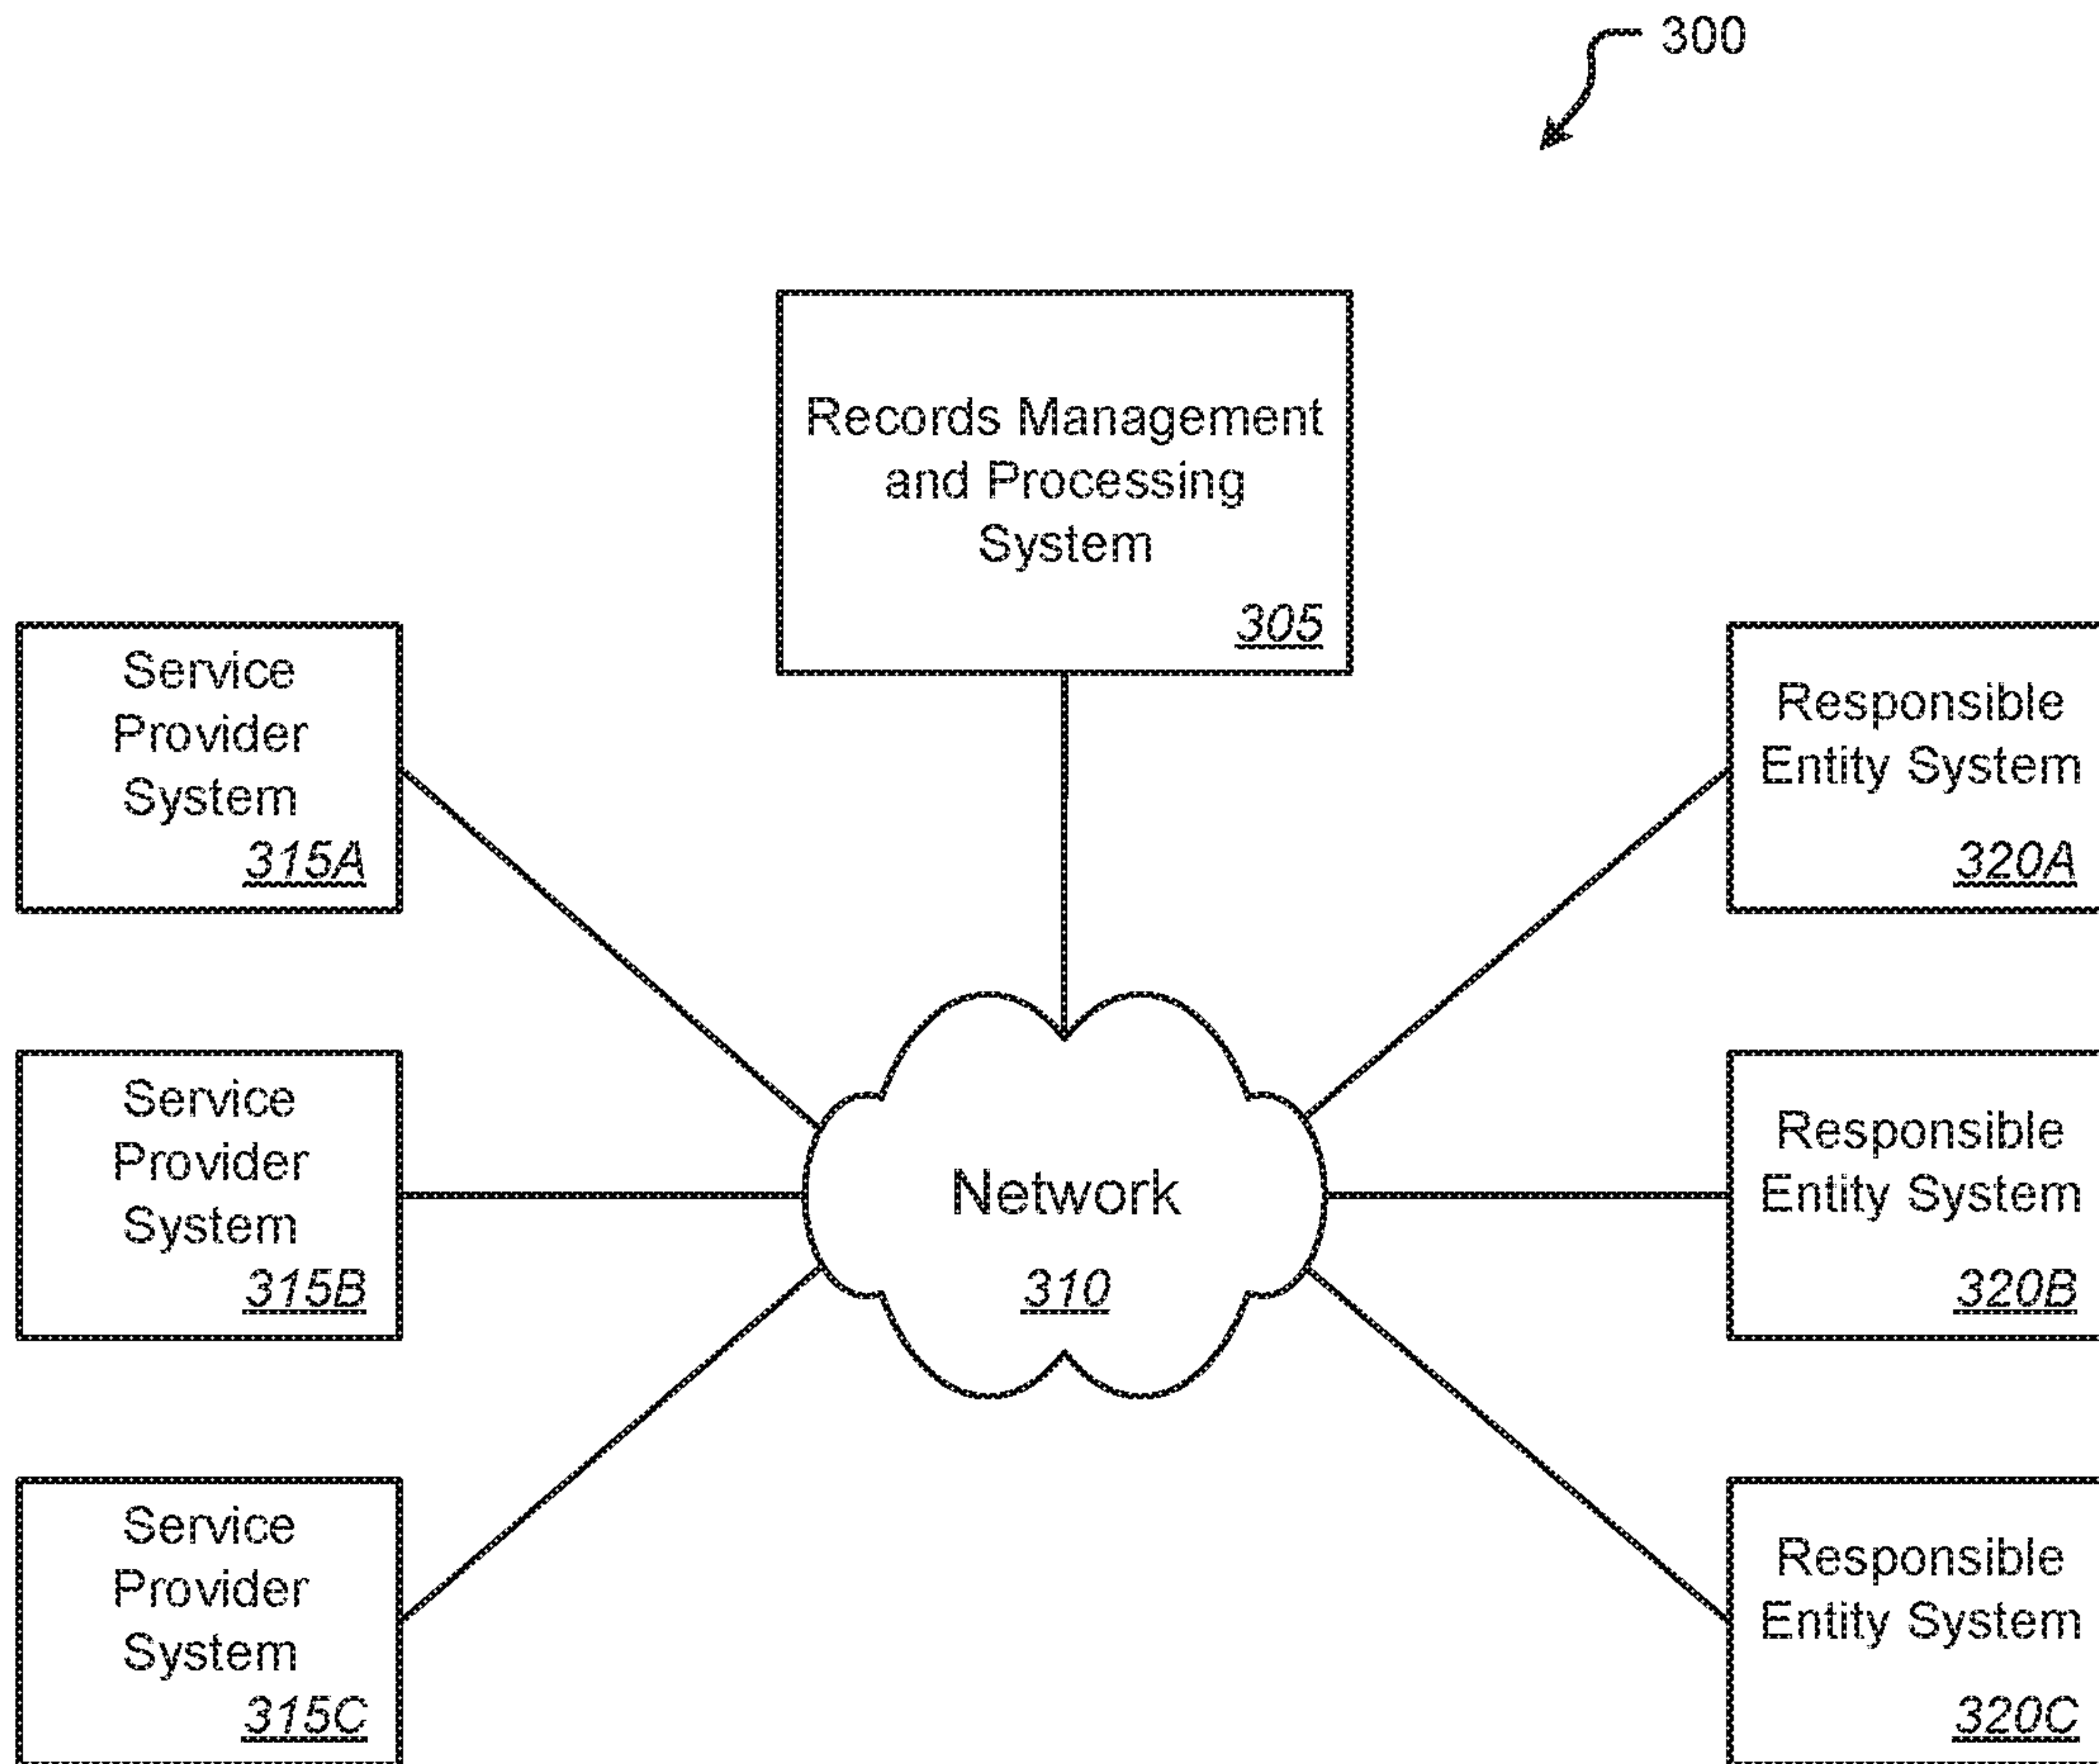 300
Records Management
and Processing
System
305
Service
Provider
System
315A
Responsible
Entity System
320A
Service
Provider
System
315B
Network
310
Responsible
Entity System
320B
Service
Provider
System
315C
Responsible
Entity System
320C